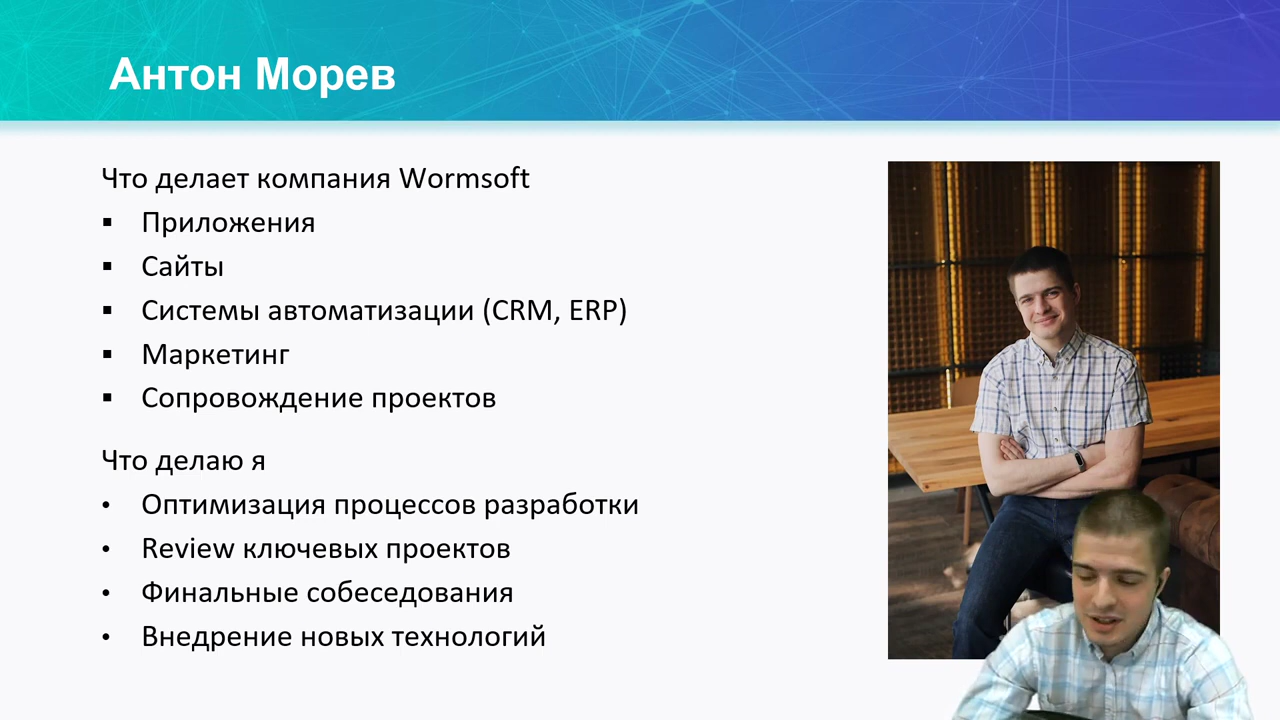 Антон Морев
Что делает компания Wormsoft
▪ Приложения
▪ Сайты
▪ Системы автоматизации (CRM, ERP)
▪ Маркетинг
▪ Сопровождение проектов
Что делаю я
• Оптимизация процессов разработки
• Review ключевых проектов
• Финальные собеседования
• Внедрение новых технологий